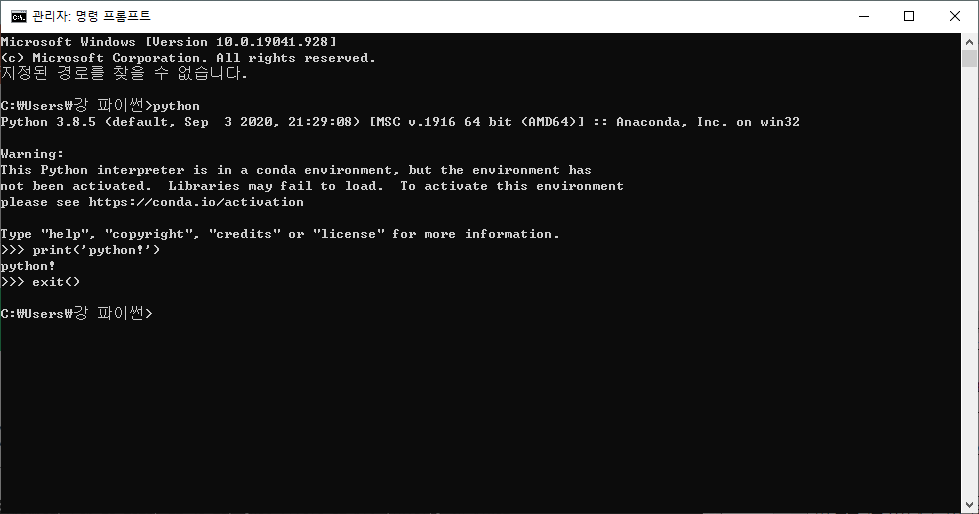 관리자: 명령 프롬프트
Microsoft Windows [Version 10.0.19041.928]
(c) Microsoft Corporation. All rights reserved.
지정된 경로를 찾을 수 없습니다.
C:₩Users₩강 파이썬>python
Python 3.8.5 (default, Sep  3 2020, 21:29:08) [MSC v.1916 64 bit (AMD64)] :: Anaconda, Inc. on win32
Warning:
This Python interpreter is in a conda environment, but the environment has
not been activated.  Libraries may fail to load.  To activate this environment
please see https://conda.io/activation
Type "help", "copyright", "credits" or "license" for more information.
>>> print('python!')
python!
>>> exit()
C:₩Users₩강 파이썬>